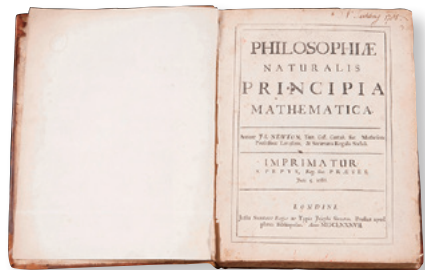 PHILOSOPHIÆ
NATURALIS
PRINCIPIA
MATHEMATICA.
Autore NEWTON, Trin. Coll. Cantab. Soc. Matheseos
Professore Lucasiano, & Societatis Regalis Sodali.
IMPRIMATUR
S. PEPYS, Reg. Soc. PRÆSES.
Julii 5. 1686.
LONDINI,
Jussu Societatis Regiæ ac Typis Josephi Streater. Prostat apud
plures Bibliopolas. Anno MDCLXXXVII.